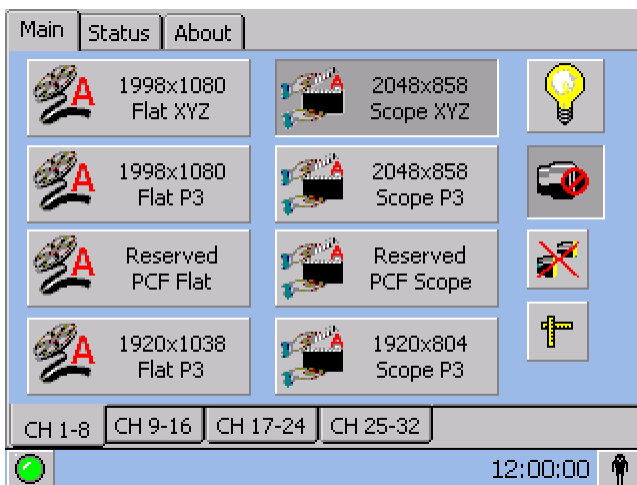 Main Status About
1998x1080
Flat XYZ
2048x858
Scope XYZ
A
A
1998x1080
Flat P3
2048x858
Scope P3
A
A
Reserved
PCF Flat
Reserved
PCF Scope
A
A
1920x1038
Flat P3
1920x804
Scope P3
A
A
CH 1-8 CH 9-16 CH 17-24 CH 25-32
12:00:00